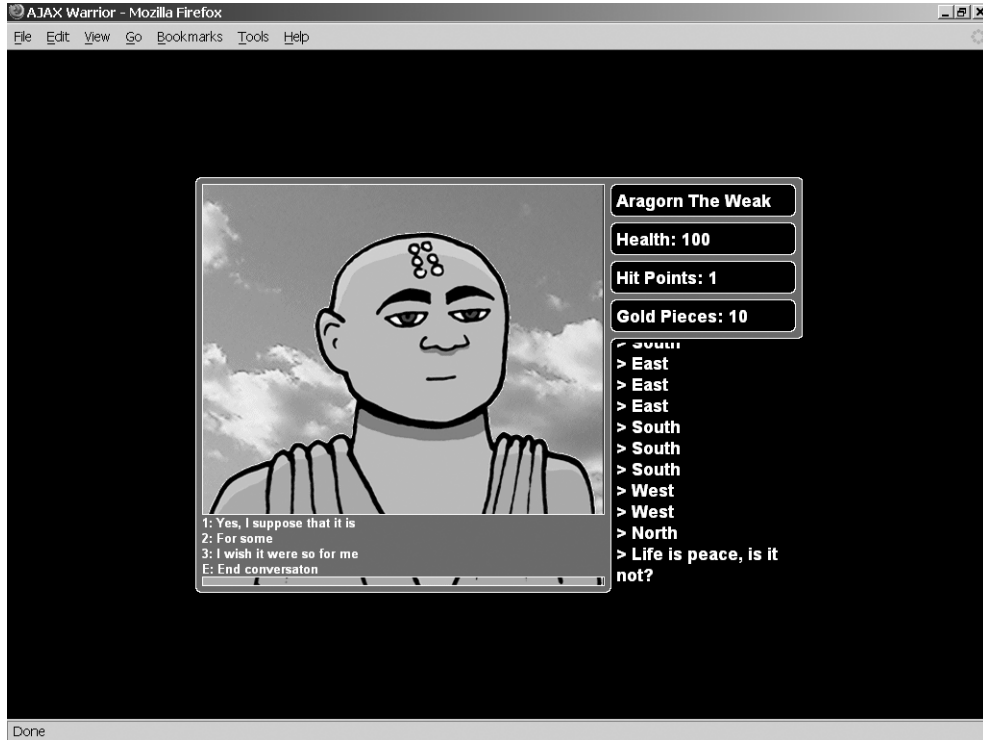 AJAX Warrior - Mozilla Firefox
File Edit View Go Bookmarks Tools Help
Aragorn The Weak
Health: 100
Hit Points: 1
Gold Pieces: 10
> South
> East
> East
> East
> South
> South
> South
> West
> West
> North
> Life is peace, is it
not?
1: Yes, I suppose that it is
2: For some
3: I wish it were so for me
E: End conversaton
Done